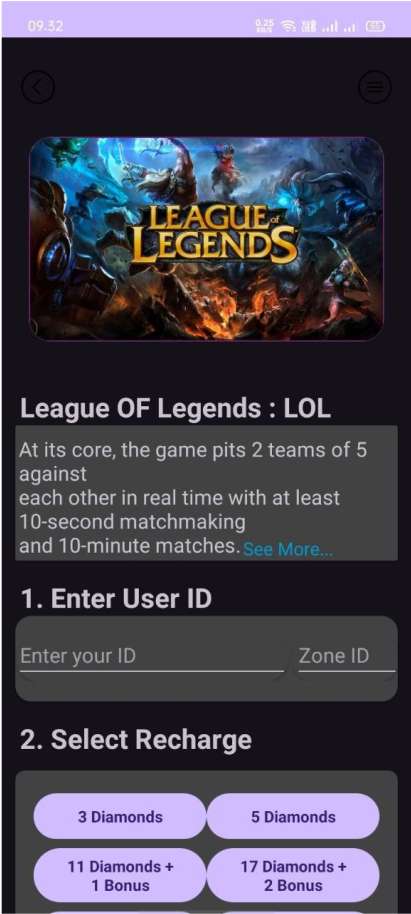 09.32
0,25
KB/S
55
LEAGUE OF
LEGENDS
League OF Legends : LOL
At its core, the game pits 2 teams of 5
against
each other in real time with at least
10-second matchmaking
and 10-minute matches. See More...
1. Enter User ID
Enter your ID Zone ID
2. Select Recharge
3 Diamonds 5 Diamonds
11 Diamonds + 17 Diamonds +
1 Bonus 2 Bonus